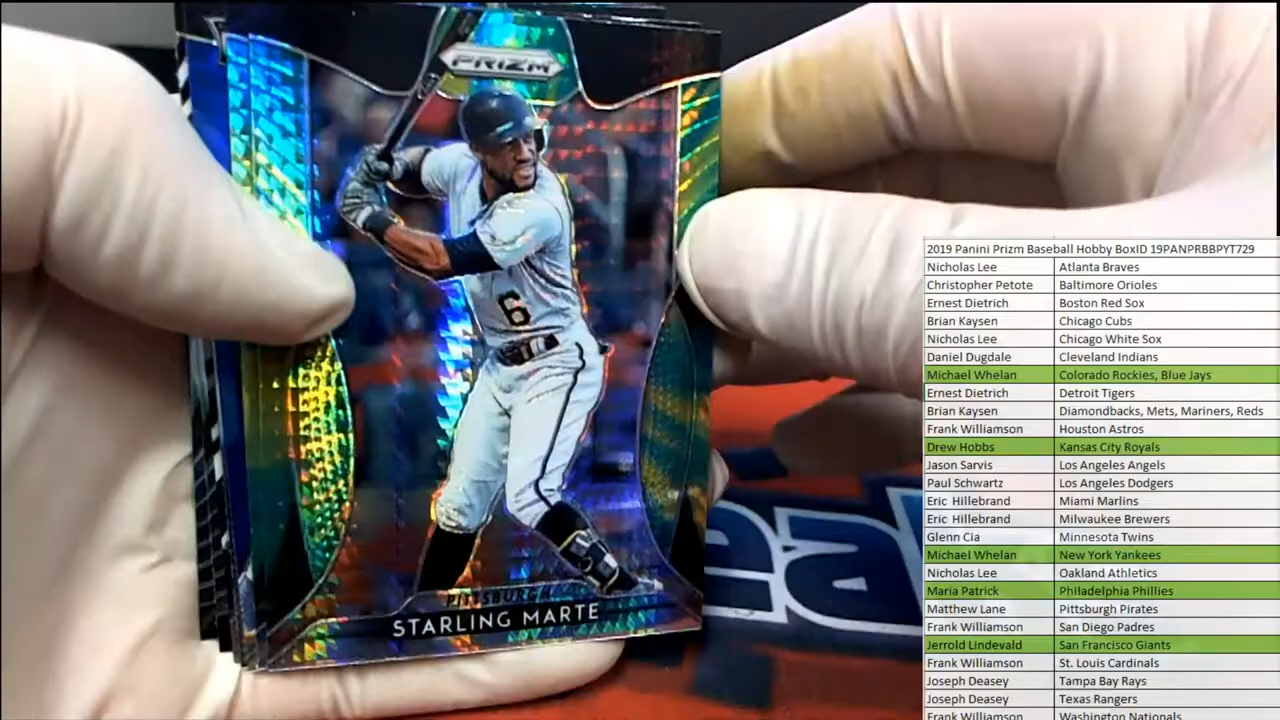 PRIZM
6
PITTSBURGH
STARLING MARTE
eal
2019 Panini Prizm Baseball Hobby BoxID 19PANPRBBPYT729
Nicholas Lee Atlanta Braves
Christopher Petote Baltimore Orioles
Ernest Dietrich Boston Red Sox
Brian Kaysen Chicago Cubs
Nicholas Lee Chicago White Sox
Daniel Dugdale Cleveland Indians
Michael Whelan Colorado Rockies, Blue Jays
Ernest Dietrich Detroit Tigers
Brian Kaysen Diamondbacks, Mets, Mariners, Reds
Frank Williamson Houston Astros
Drew Hobbs Kansas City Royals
Jason Sarvis Los Angeles Angels
Paul Schwartz Los Angeles Dodgers
Eric Hillebrand Miami Marlins
Eric Hillebrand Milwaukee Brewers
Glenn Cia Minnesota Twins
Michael Whelan New York Yankees
Nicholas Lee Oakland Athletics
Maria Patrick Philadelphia Phillies
Matthew Lane Pittsburgh Pirates
Frank Williamson San Diego Padres
Jerrold Lindevald San Francisco Giants
Frank Williamson St. Louis Cardinals
Joseph Deasey Tampa Bay Rays
Joseph Deasey Texas Rangers
Frank Williamson Washington Nationals